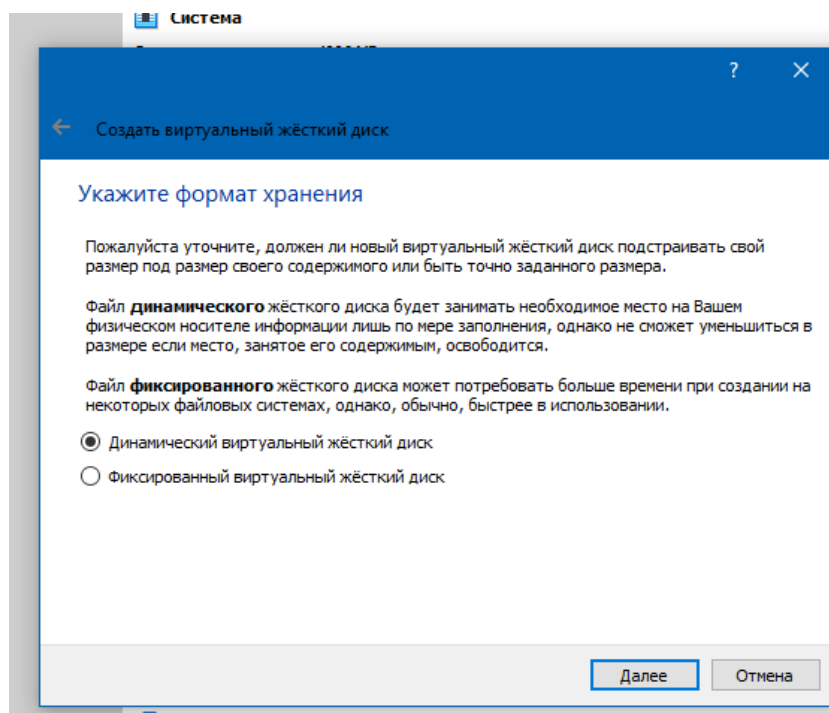 Система
?
Создать виртуальный жёсткий диск
Укажите формат хранения
Пожалуйста уточните, должен ли новый виртуальный жёсткий диск подстраивать свой
размер под размер своего содержимого или быть точно заданного размера.
Файл динамического жёсткого диска будет занимать необходимое место на Вашем
физическом носителе информации лишь по мере заполнения, однако не сможет уменьшиться в
размере если место, занятое его содержимым, освободится.
Файл фиксированного жёсткого диска может потребовать больше времени при создании на
некоторых файловых системах, однако, обычно, быстрее в использовании.
Динамический виртуальный жёсткий диск
Фиксированный виртуальный жёсткий диск
Далее
Отмена